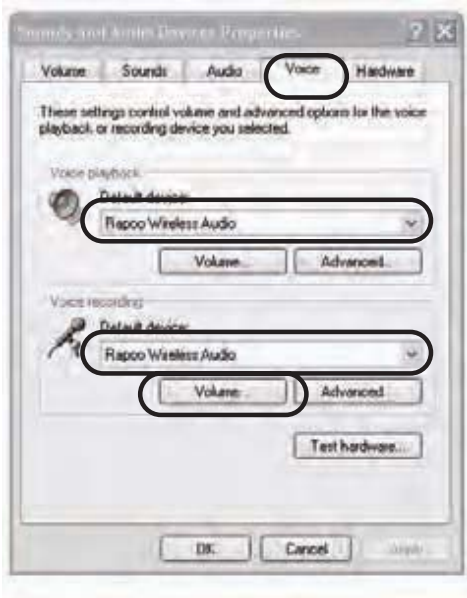 Sounds and Audio Devices Properties
Volume Sounds Audio Voice Hardware
These settings control volume and advanced options for the voice
playback or recording device you selected.
Voice playback
Default device:
Rapoo Wireless Audio
Volume... Advanced...
Voice recording
Default device:
Rapoo Wireless Audio
Volume... Advanced...
Test hardware...
OK Cancel Apply